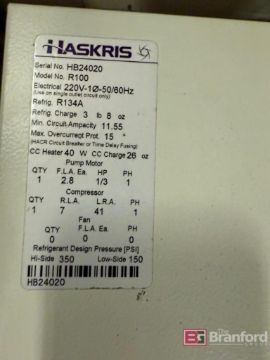 HASKRIS
Serial No. HB24020
Model No. R100
Electrical 220V-1Ø-50/60Hz
(Use on single outlet circuit only)
Refrig. R134A
Refrig. Charge 3 lb 8 oz
Min. Circuit-Ampacity 11.55
Max. Overcurrent Prot. 15
(HACR Circuit Breaker or Time Delay Fusing)
CC Heater 40 W CC Charge 26 oz
Pump Motor
QTY F.L.A. Ea. HP PH
1 2.8 1/3 1
Compressor
QTY R.L.A. L.R.A. PH
1 7 41 1
Fan
QTY F.L.A. Ea. PH
0 0 0
Refrigerant Design Pressure [PSI]
Hi-Side 350 Low-Side 150
HB24020
The Branford
Group